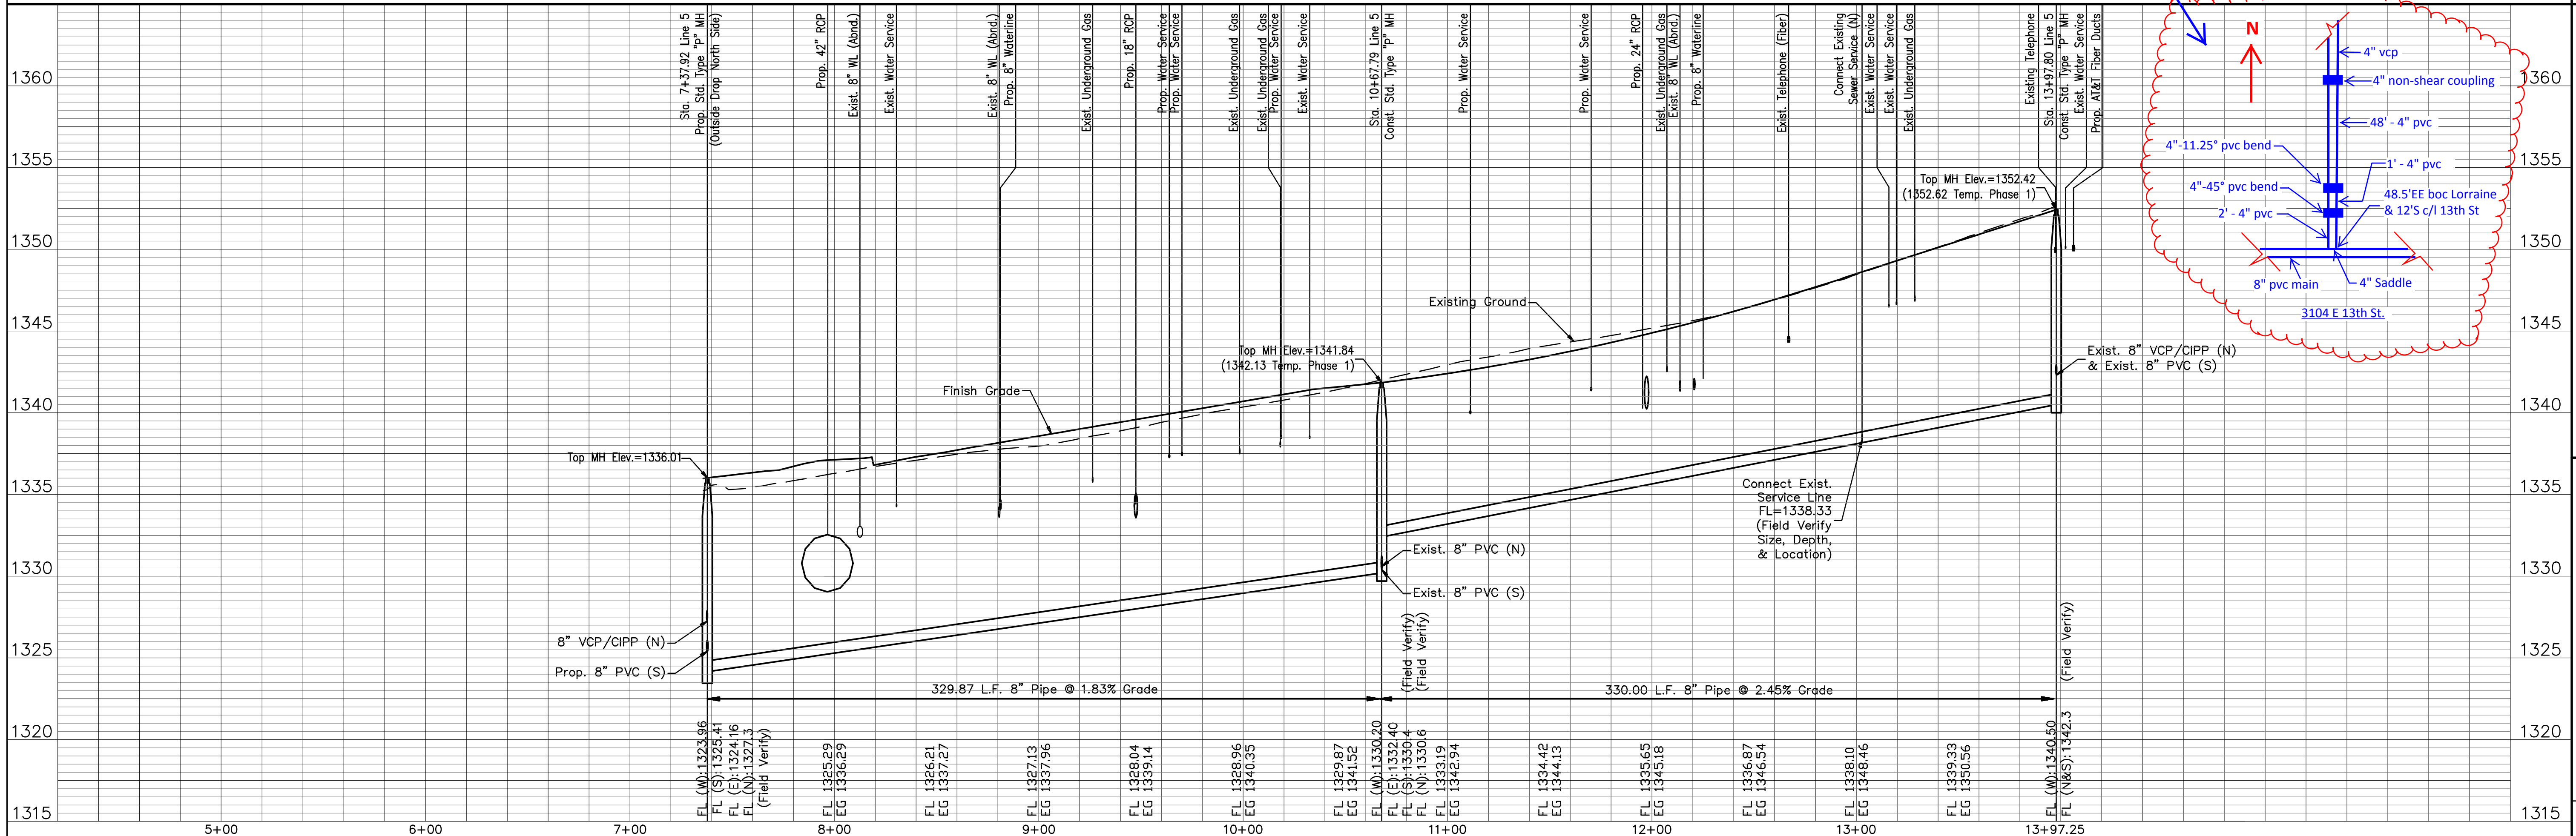 Sta. 7+37.92 Line 5
Prop. Std. Type "P" MH
(Outside Drop North Side)
Prop. 42" RCP
Exist. 8" WL (Abnd.)
Exist. Water Service
Exist. 8" WL (Abnd.)
Prop. 8" Waterline
Exist. Underground Gas
Prop. 18" RCP
Prop. Water Service
Prop. Water Service
Exist. Underground Gas
Exist. Underground Gas
Prop. Water Service
Exist. Water Service
Sta. 10+67.79 Line 5
Const. Std. Type "P" MH
Prop. Water Service
Prop. Water Service
Prop. 24" RCP
Exist. Underground Gas
Exist. 8" WL (Abnd.)
Prop. 8" Waterline
Exist. Telephone (Fiber)
Connect Existing
Sewer Service (N)
Exist. Water Service
Exist. Water Service
Exist. Underground Gas
Existing Telephone
Sta. 13+97.80 Line 5
Const. Std. Type "P" MH
Exist. Water Service
Prop. AT&T Fiber Ducts
N
4" vcp
4" non-shear coupling
48' - 4" pvc
4"-11.25° pvc bend
1' - 4" pvc
4"-45° pvc bend
48.5'EE boc Lorraine
& 12'S c/l 13th St
2' - 4" pvc
8" pvc main
4" Saddle
3104 E 13th St.
1360
1355
1350
1345
1340
1335
1330
1325
1320
1315
1360
1355
1350
1345
1340
1335
1330
1325
1320
1315
Top MH Elev.=1352.42
(1352.62 Temp. Phase 1)
Existing Ground
Top MH Elev.=1341.84
(1342.13 Temp. Phase 1)
Exist. 8" VCP/CIPP (N)
& Exist. 8" PVC (S)
Finish Grade
Top MH Elev.=1336.01
Connect Exist.
Service Line
FL=1338.33
(Field Verify
Size, Depth,
& Location)
Exist. 8" PVC (N)
Exist. 8" PVC (S)
8" VCP/CIPP (N)
Prop. 8" PVC (S)
329.87 L.F. 8" Pipe @ 1.83% Grade
330.00 L.F. 8" Pipe @ 2.45% Grade
FL (W):1323.96
FL (S):1325.41
FL (E):1324.16
FL (N):1327.3
(Field Verify)
FL 1325.29
EG 1336.29
FL 1326.21
EG 1337.27
FL 1327.13
EG 1337.96
FL 1328.04
EG 1339.14
FL 1328.96
EG 1340.35
FL 1329.87
EG 1341.52
FL (W):1330.20
FL (E):1332.40
FL (S):1330.4 (Field Verify)
FL (N):1330.6 (Field Verify)
FL 1333.19
EG 1342.94
FL 1334.42
EG 1344.13
FL 1335.65
EG 1345.18
FL 1336.87
EG 1346.54
FL 1338.10
EG 1348.46
FL 1339.33
EG 1350.56
FL (W):1340.50
FL (N&S):1342.3 (Field Verify)
5+00
6+00
7+00
8+00
9+00
10+00
11+00
12+00
13+00
13+97.25